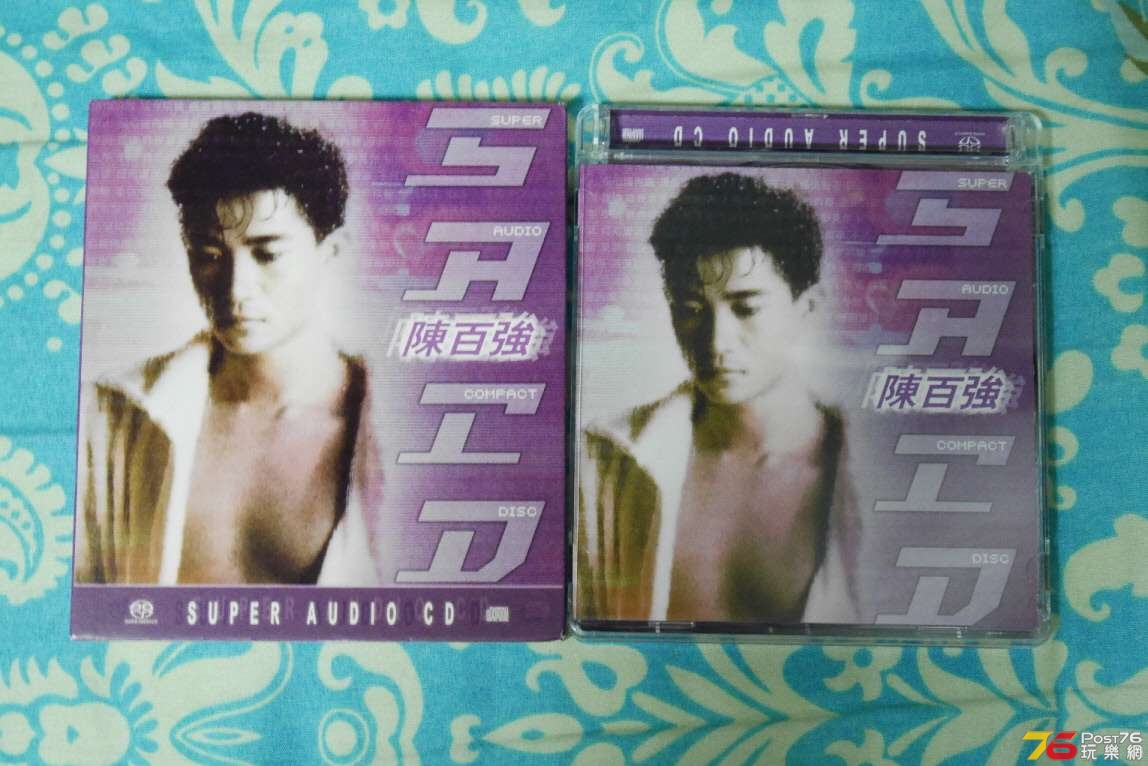 SUPER
S
AUDIO
A
陳百強
COMPACT
C
DISC
D
SUPER AUDIO CD
SUPER AUDIO CD
SUPER
S
AUDIO
A
陳百強
COMPACT
C
DISC
D
76 Post76
玩樂網